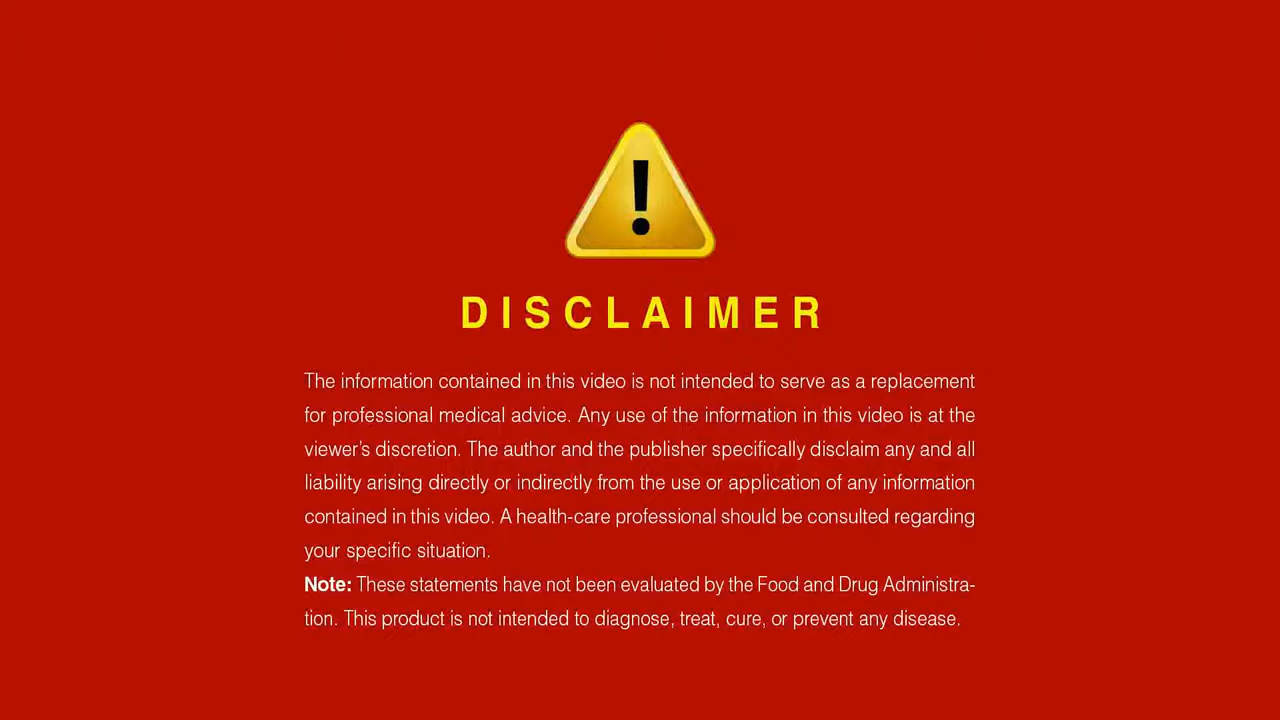 DISCLAIMER
The information contained in this video is not intended to serve as a replacement
for professional medical advice. Any use of the information in this video is at the
viewer's discretion. The author and the publisher specifically disclaim any and all
liability arising directly or indirectly from the use or application of any information
contained in this video. A health-care professional should be consulted regarding
your specific situation.
Note: These statements have not been evaluated by the Food and Drug Administra-
tion. This product is not intended to diagnose, treat, cure, or prevent any disease.